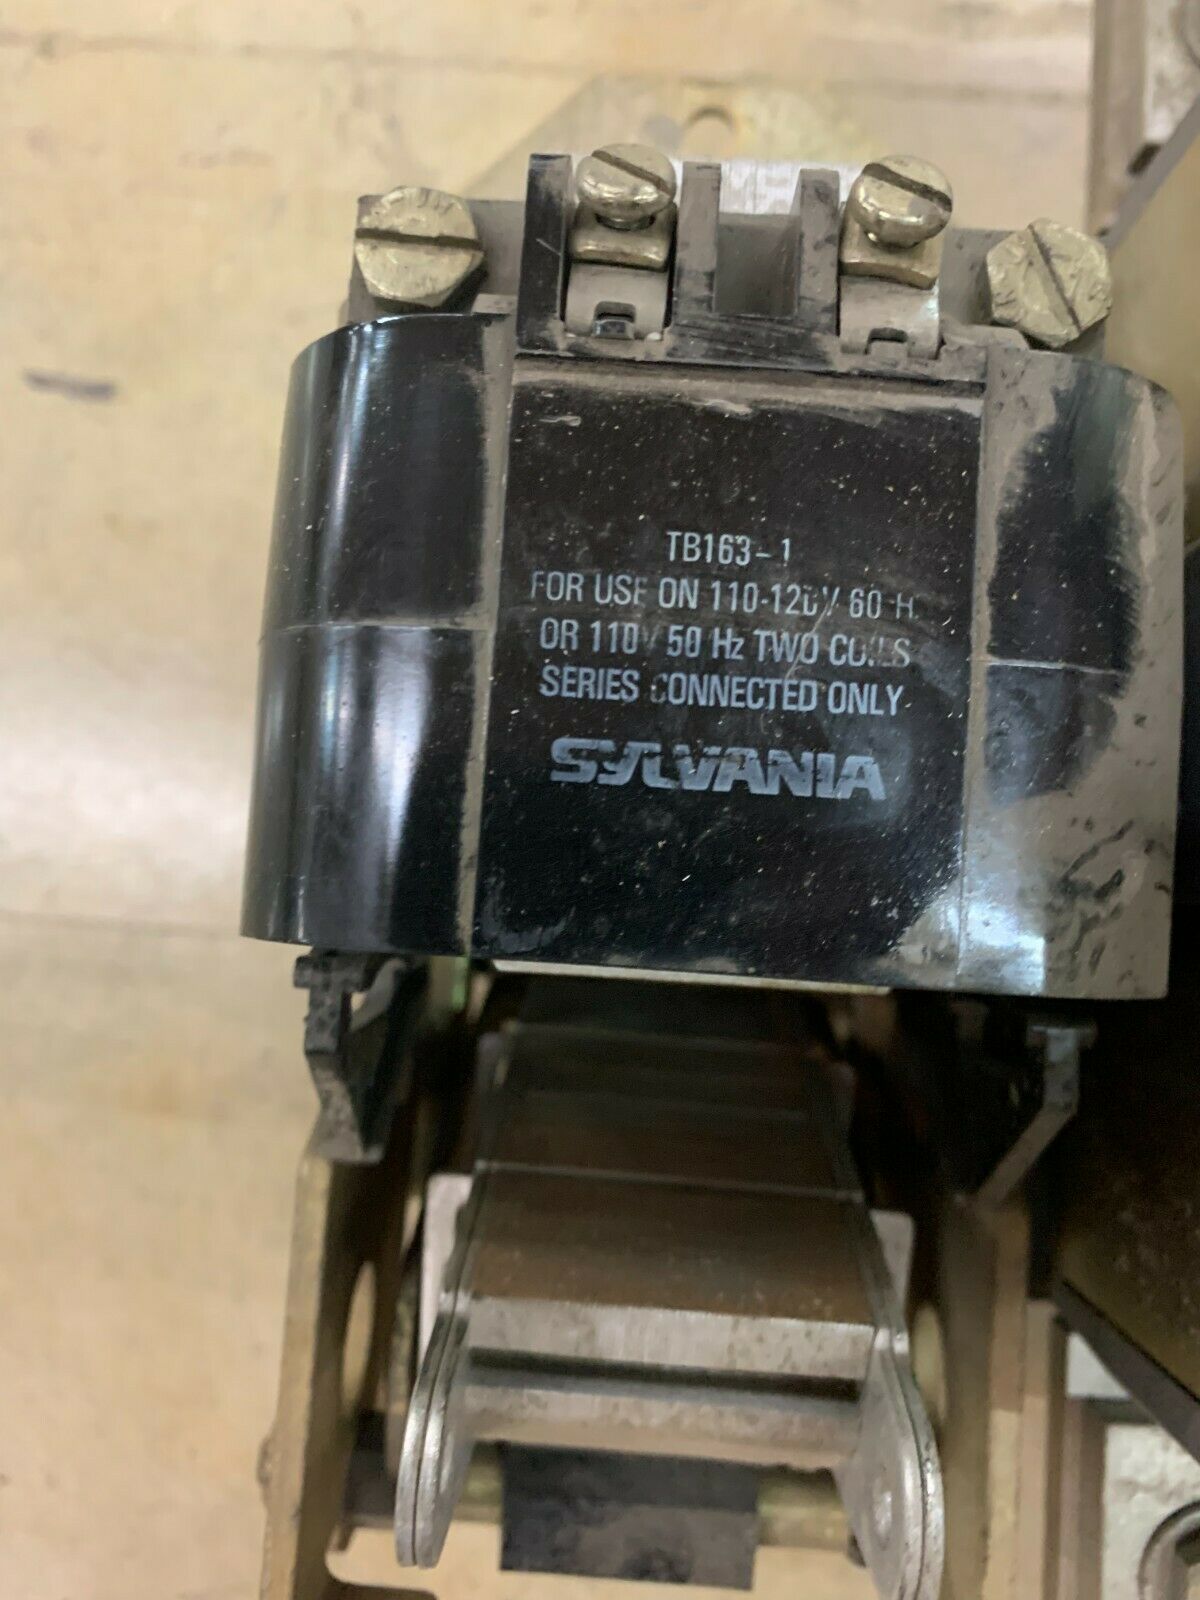 TB163-1
FOR USE ON 110-120V 60 H
OR 110V 50 Hz TWO COILS
SERIES CONNECTED ONLY
SYLVANIA